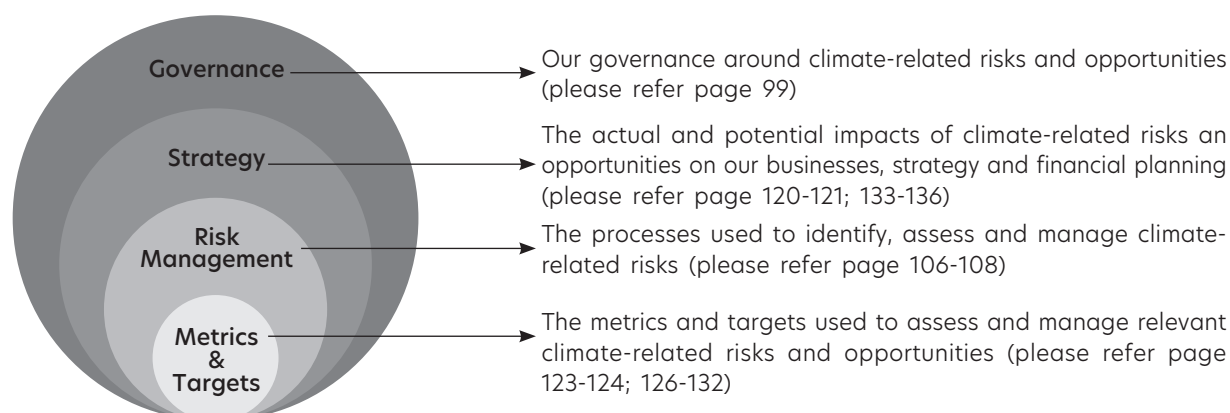 Governance
Our governance around climate-related risks and opportunities
(please refer page 99)
Strategy
The actual and potential impacts of climate-related risks an
opportunities on our businesses, strategy and financial planning
(please refer page 120-121; 133-136)
Risk
Management
The processes used to identify, assess and manage climate-
related risks (please refer page 106-108)
Metrics
&
Targets
The metrics and targets used to assess and manage relevant
climate-related risks and opportunities (please refer page
123-124; 126-132)